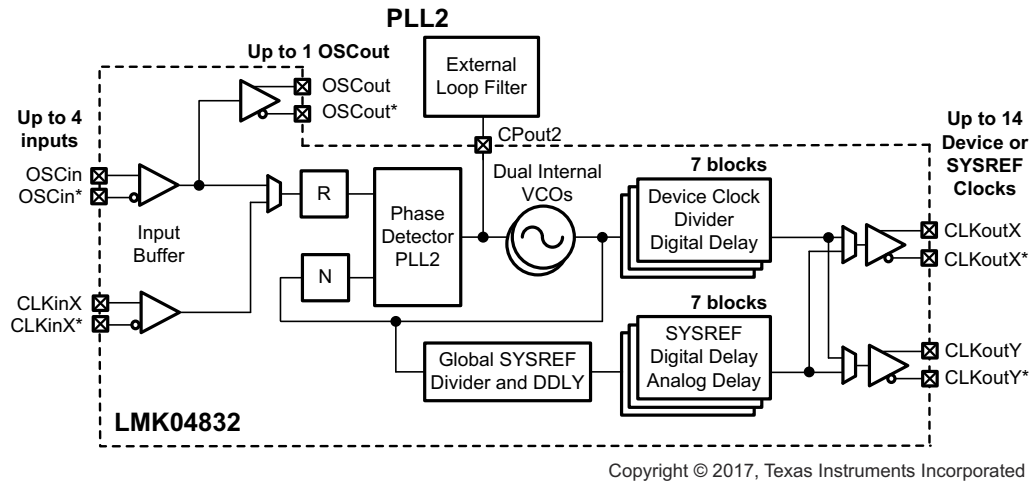 PLL2
Up to 1 OSCout
External
Loop Filter
OSCout
OSCout*
Up to 4
inputs
CPout2
Up to 14
Device or
SYSREF
Clocks
OSCin
OSCin*
Input
Buffer
R
N
Phase
Detector
PLL2
Dual Internal
VCOs
7 blocks
Device Clock
Divider
Digital Delay
CLKoutX
CLKoutX*
CLKinX
CLKinX*
7 blocks
Global SYSREF
Divider and DDLY
SYSREF
Digital Delay
Analog Delay
CLKoutY
CLKoutY*
LMK04832
Copyright © 2017, Texas Instruments Incorporated